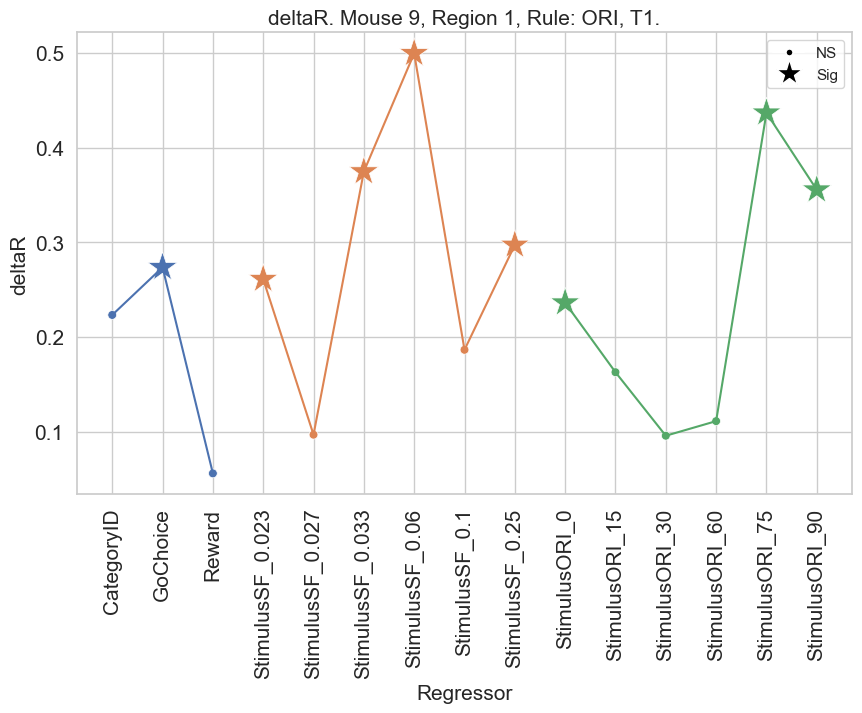 deltaR. Mouse 9, Region 1, Rule: ORI, T1.
NS
Sig
deltaR
0.5
0.4
0.3
0.2
0.1
CategoryID
GoChoice
Reward
StimulusSF_0.023
StimulusSF_0.027
StimulusSF_0.033
StimulusSF_0.06
StimulusSF_0.1
StimulusSF_0.25
StimulusORI_0
StimulusORI_15
StimulusORI_30
StimulusORI_60
StimulusORI_75
StimulusORI_90
Regressor